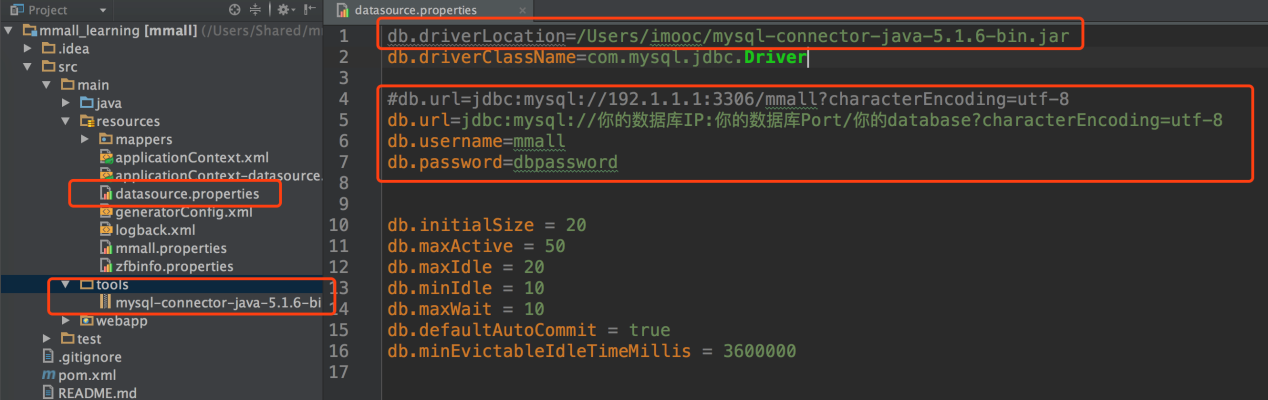 Project
mmall_learning [mmall] (/Users/Shared/m
.idea
src
main
java
resources
mappers
applicationContext.xml
applicationContext-datasource.
datasource.properties
generatorConfig.xml
logback.xml
mmall.properties
zfbinfo.properties
tools
mysql-connector-java-5.1.6-bi
webapp
test
.gitignore
pom.xml
README.md
datasource.properties
1 db.driverLocation=/Users/imooc/mysql-connector-java-5.1.6-bin.jar
2 db.driverClassName=com.mysql.jdbc.Driver
3
4 #db.url=jdbc:mysql://192.1.1.1:3306/mmall?characterEncoding=utf-8
5 db.url=jdbc:mysql://你的数据库IP:你的数据库Port/你的database?characterEncoding=utf-8
6 db.username=mmall
7 db.password=dbpassword
8
9
10 db.initialSize = 20
11 db.maxActive = 50
12 db.maxIdle = 20
13 db.minIdle = 10
14 db.maxWait = 10
15 db.defaultAutoCommit = true
16 db.minEvictableIdleTimeMillis = 3600000
17